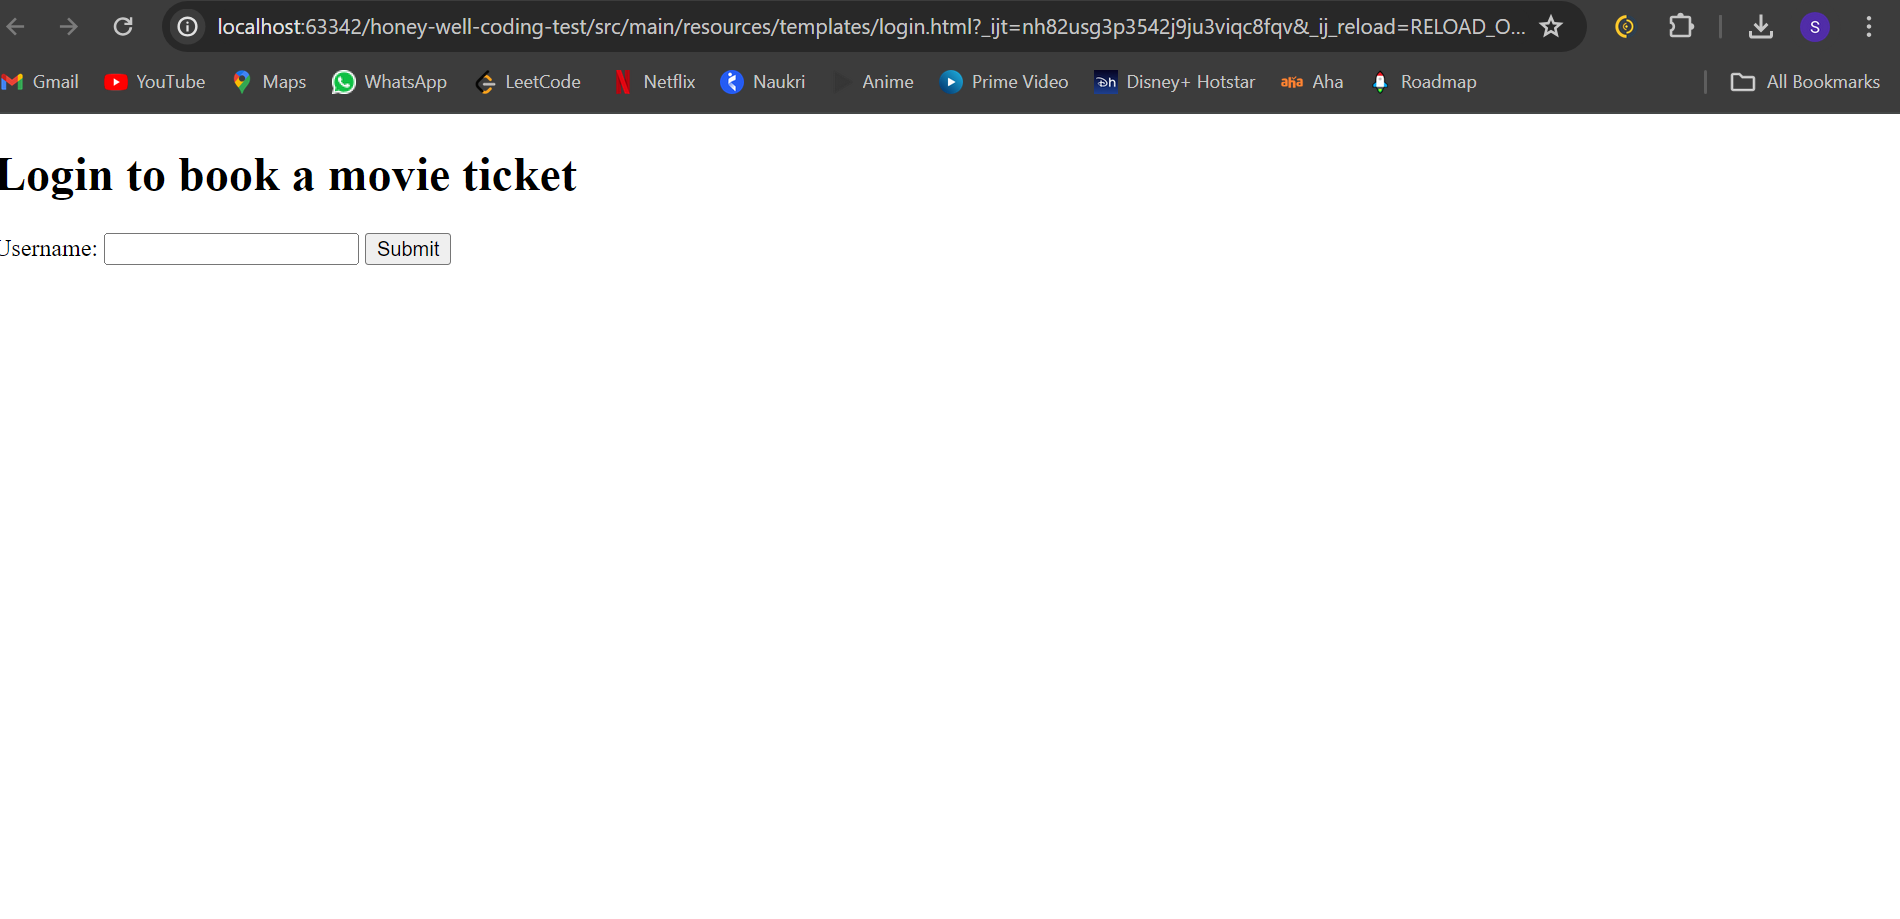 localhost:63342/honey-well-coding-test/src/main/resources/templates/login.html?_ijt=nh82usg3p3542j9ju3viqc8fqv&_ij_reload=RELOAD_O...
S
Gmail YouTube Maps WhatsApp LeetCode Netflix Naukri Anime Prime Video Dh Disney+ Hotstar aha Aha Roadmap All Bookmarks
Login to book a movie ticket
Username: Submit